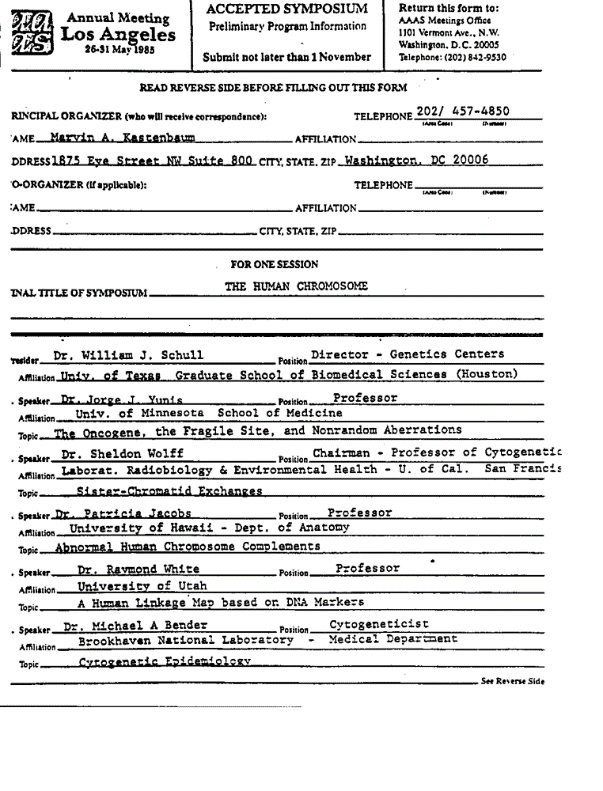 Annual Meeting
Los Angeles
26-31 May 1985
ACCEPTED SYMPOSIUM
Preliminary Program Information
Submit not later than 1 November
Return this form to:
AAAS Meetings Office
1101 Vermont Ave., N.W.
Washington, D.C. 20005
Telephone: (202) 842-9530
READ REVERSE SIDE BEFORE FILLING OUT THIS FORM
RINCIPAL ORGANIZER (who will receive correspondence): TELEPHONE 202/ 457-4850
(Area Code) (Number)
AME Marvin A. Kastenbaum AFFILIATION
DDRESS 1875 Eye Street NW Suite 800 CITY, STATE, ZIP Washington, DC 20006
O-ORGANIZER (If applicable): TELEPHONE
(Area Code) (Number)
AME AFFILIATION
DDRESS CITY, STATE, ZIP
FOR ONE SESSION
INAL TITLE OF SYMPOSIUM THE HUMAN CHROMOSOME
resider Dr. William J. Schull Position Director - Genetics Centers
Affiliation Univ. of Texas Graduate School of Biomedical Sciences (Houston)
. Speaker Dr. Jorge J. Yunis Position Professor
Affiliation Univ. of Minnesota School of Medicine
Topic The Oncogene, the Fragile Site, and Nonrandom Aberrations
. Speaker Dr. Sheldon Wolff Position Chairman - Professor of Cytogenetic
Affiliation Laborat. Radiobiology & Environmental Health - U. of Cal. San Francis
Topic Sister-Chromatid Exchanges
. Speaker Dr. Patricia Jacobs Position Professor
Affiliation University of Hawaii - Dept. of Anatomy
Topic Abnormal Human Chromosome Complements
. Speaker Dr. Raymond White Position Professor
Affiliation University of Utah
Topic A Human Linkage Map based on DNA Markers
. Speaker Dr. Michael A Bender Position Cytogeneticist
Affiliation Brookhaven National Laboratory - Medical Department
Topic Cytogenetic Epidemiology
See Reverse Side